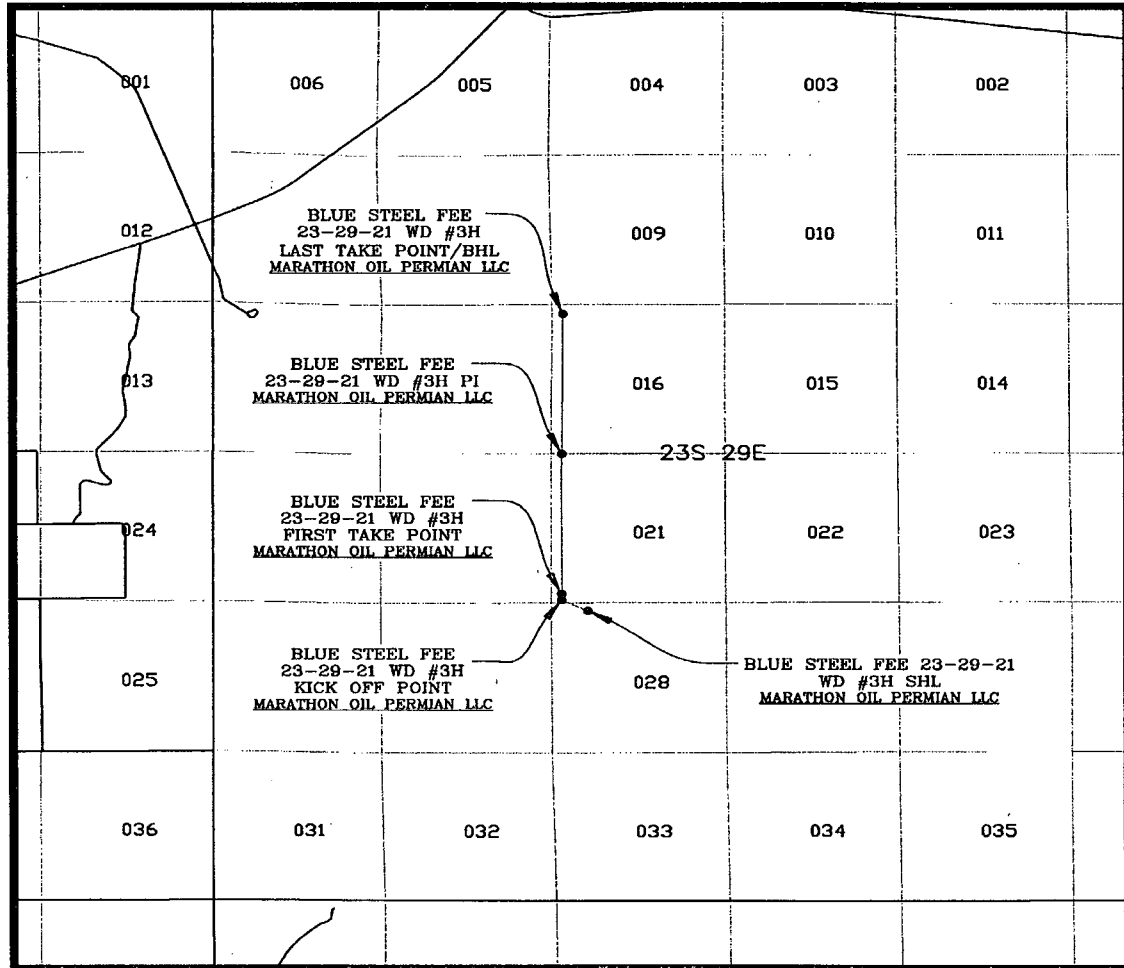 001 006 005 004 003 002
BLUE STEEL FEE
23-29-21 WD #3H
LAST TAKE POINT/BHL
MARATHON OIL PERMIAN LLC
012 009 010 011
BLUE STEEL FEE
23-29-21 WD #3H PI
MARATHON OIL PERMIAN LLC
013 016 015 014
23S 29E
BLUE STEEL FEE
23-29-21 WD #3H
FIRST TAKE POINT
MARATHON OIL PERMIAN LLC
024 021 022 023
BLUE STEEL FEE
23-29-21 WD #3H
KICK OFF POINT
MARATHON OIL PERMIAN LLC
025 028
BLUE STEEL FEE 23-29-21
WD #3H SHL
MARATHON OIL PERMIAN LLC
036 031 032 033 034 035